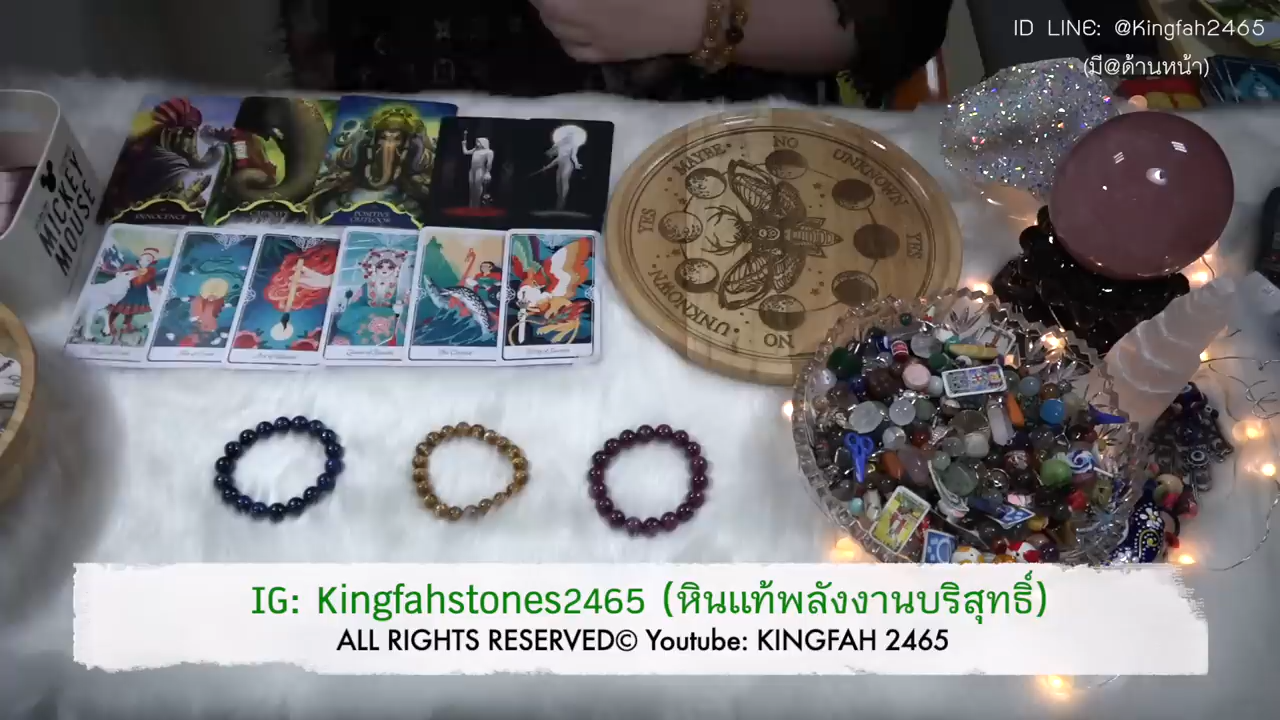 ID LINE: @Kingfah2465
(มี@ด้านหน้า)
MICKEY
MOUSE
INNOCENCE
POSITIVE
OUTLOOK
MAYBE
NO
UNKNOWN
YES
YES
UNKNOWN
NO
IG: Kingfahstones2465 (หินแท้พลังงานบริสุทธิ์)
ALL RIGHTS RESERVED© Youtube: KINGFAH 2465